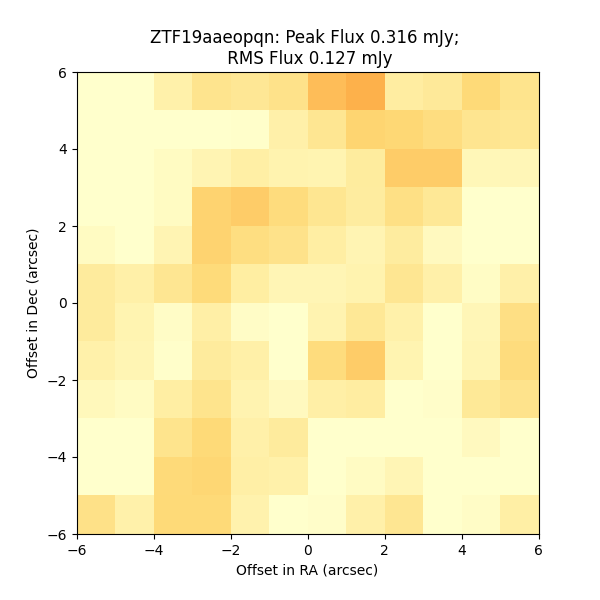 ZTF19aaeopqn: Peak Flux 0.316 mJy;
RMS Flux 0.127 mJy
6
4
2
0
−2
−4
−6
Offset in Dec (arcsec)
−6 −4 −2 0 2 4 6
Offset in RA (arcsec)